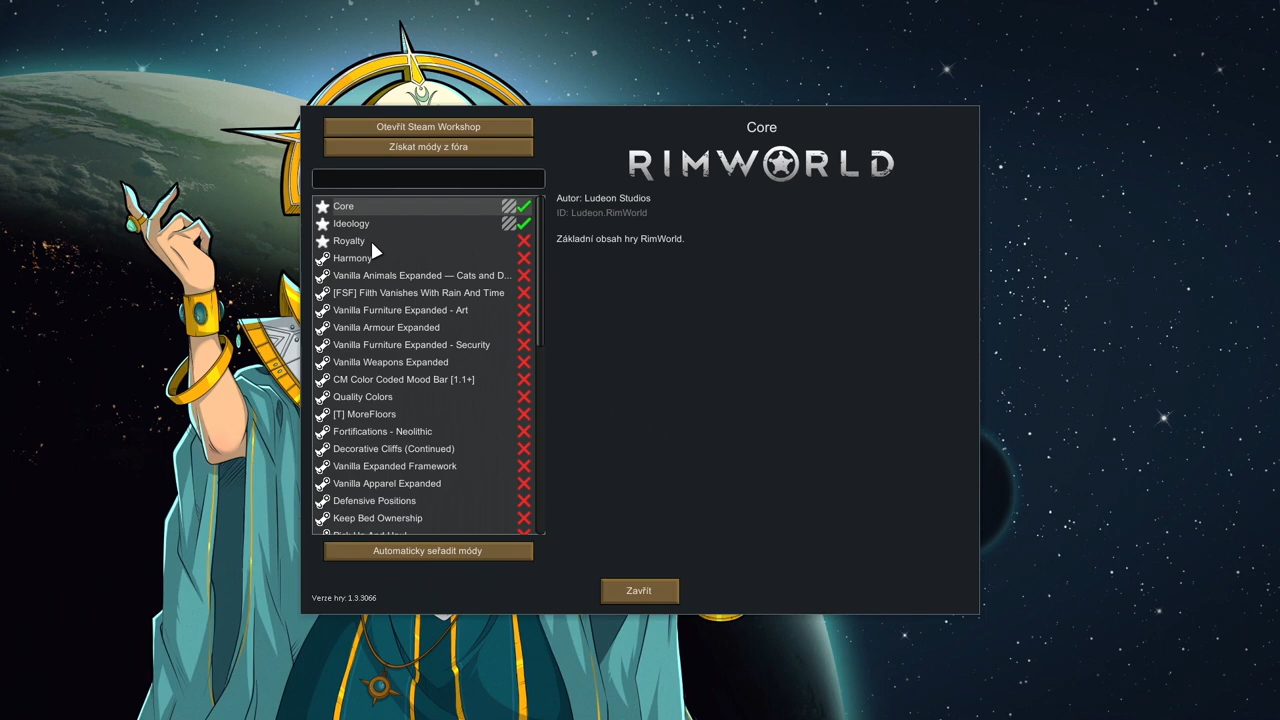 Otevřít Steam Workshop
Získat módy z fóra
Core
Ideology
Royalty
Harmony
Vanilla Animals Expanded — Cats and D...
[FSF] Filth Vanishes With Rain And Time
Vanilla Furniture Expanded - Art
Vanilla Armour Expanded
Vanilla Furniture Expanded - Security
Vanilla Weapons Expanded
CM Color Coded Mood Bar [1.1+]
Quality Colors
[T] MoreFloors
Fortifications - Neolithic
Decorative Cliffs (Continued)
Vanilla Expanded Framework
Vanilla Apparel Expanded
Defensive Positions
Keep Bed Ownership
Automaticky seřadit módy
Verze hry: 1.3.3066
Core
RIMWORLD
Autor: Ludeon Studios
ID: Ludeon.RimWorld
Základní obsah hry RimWorld.
Zavřít